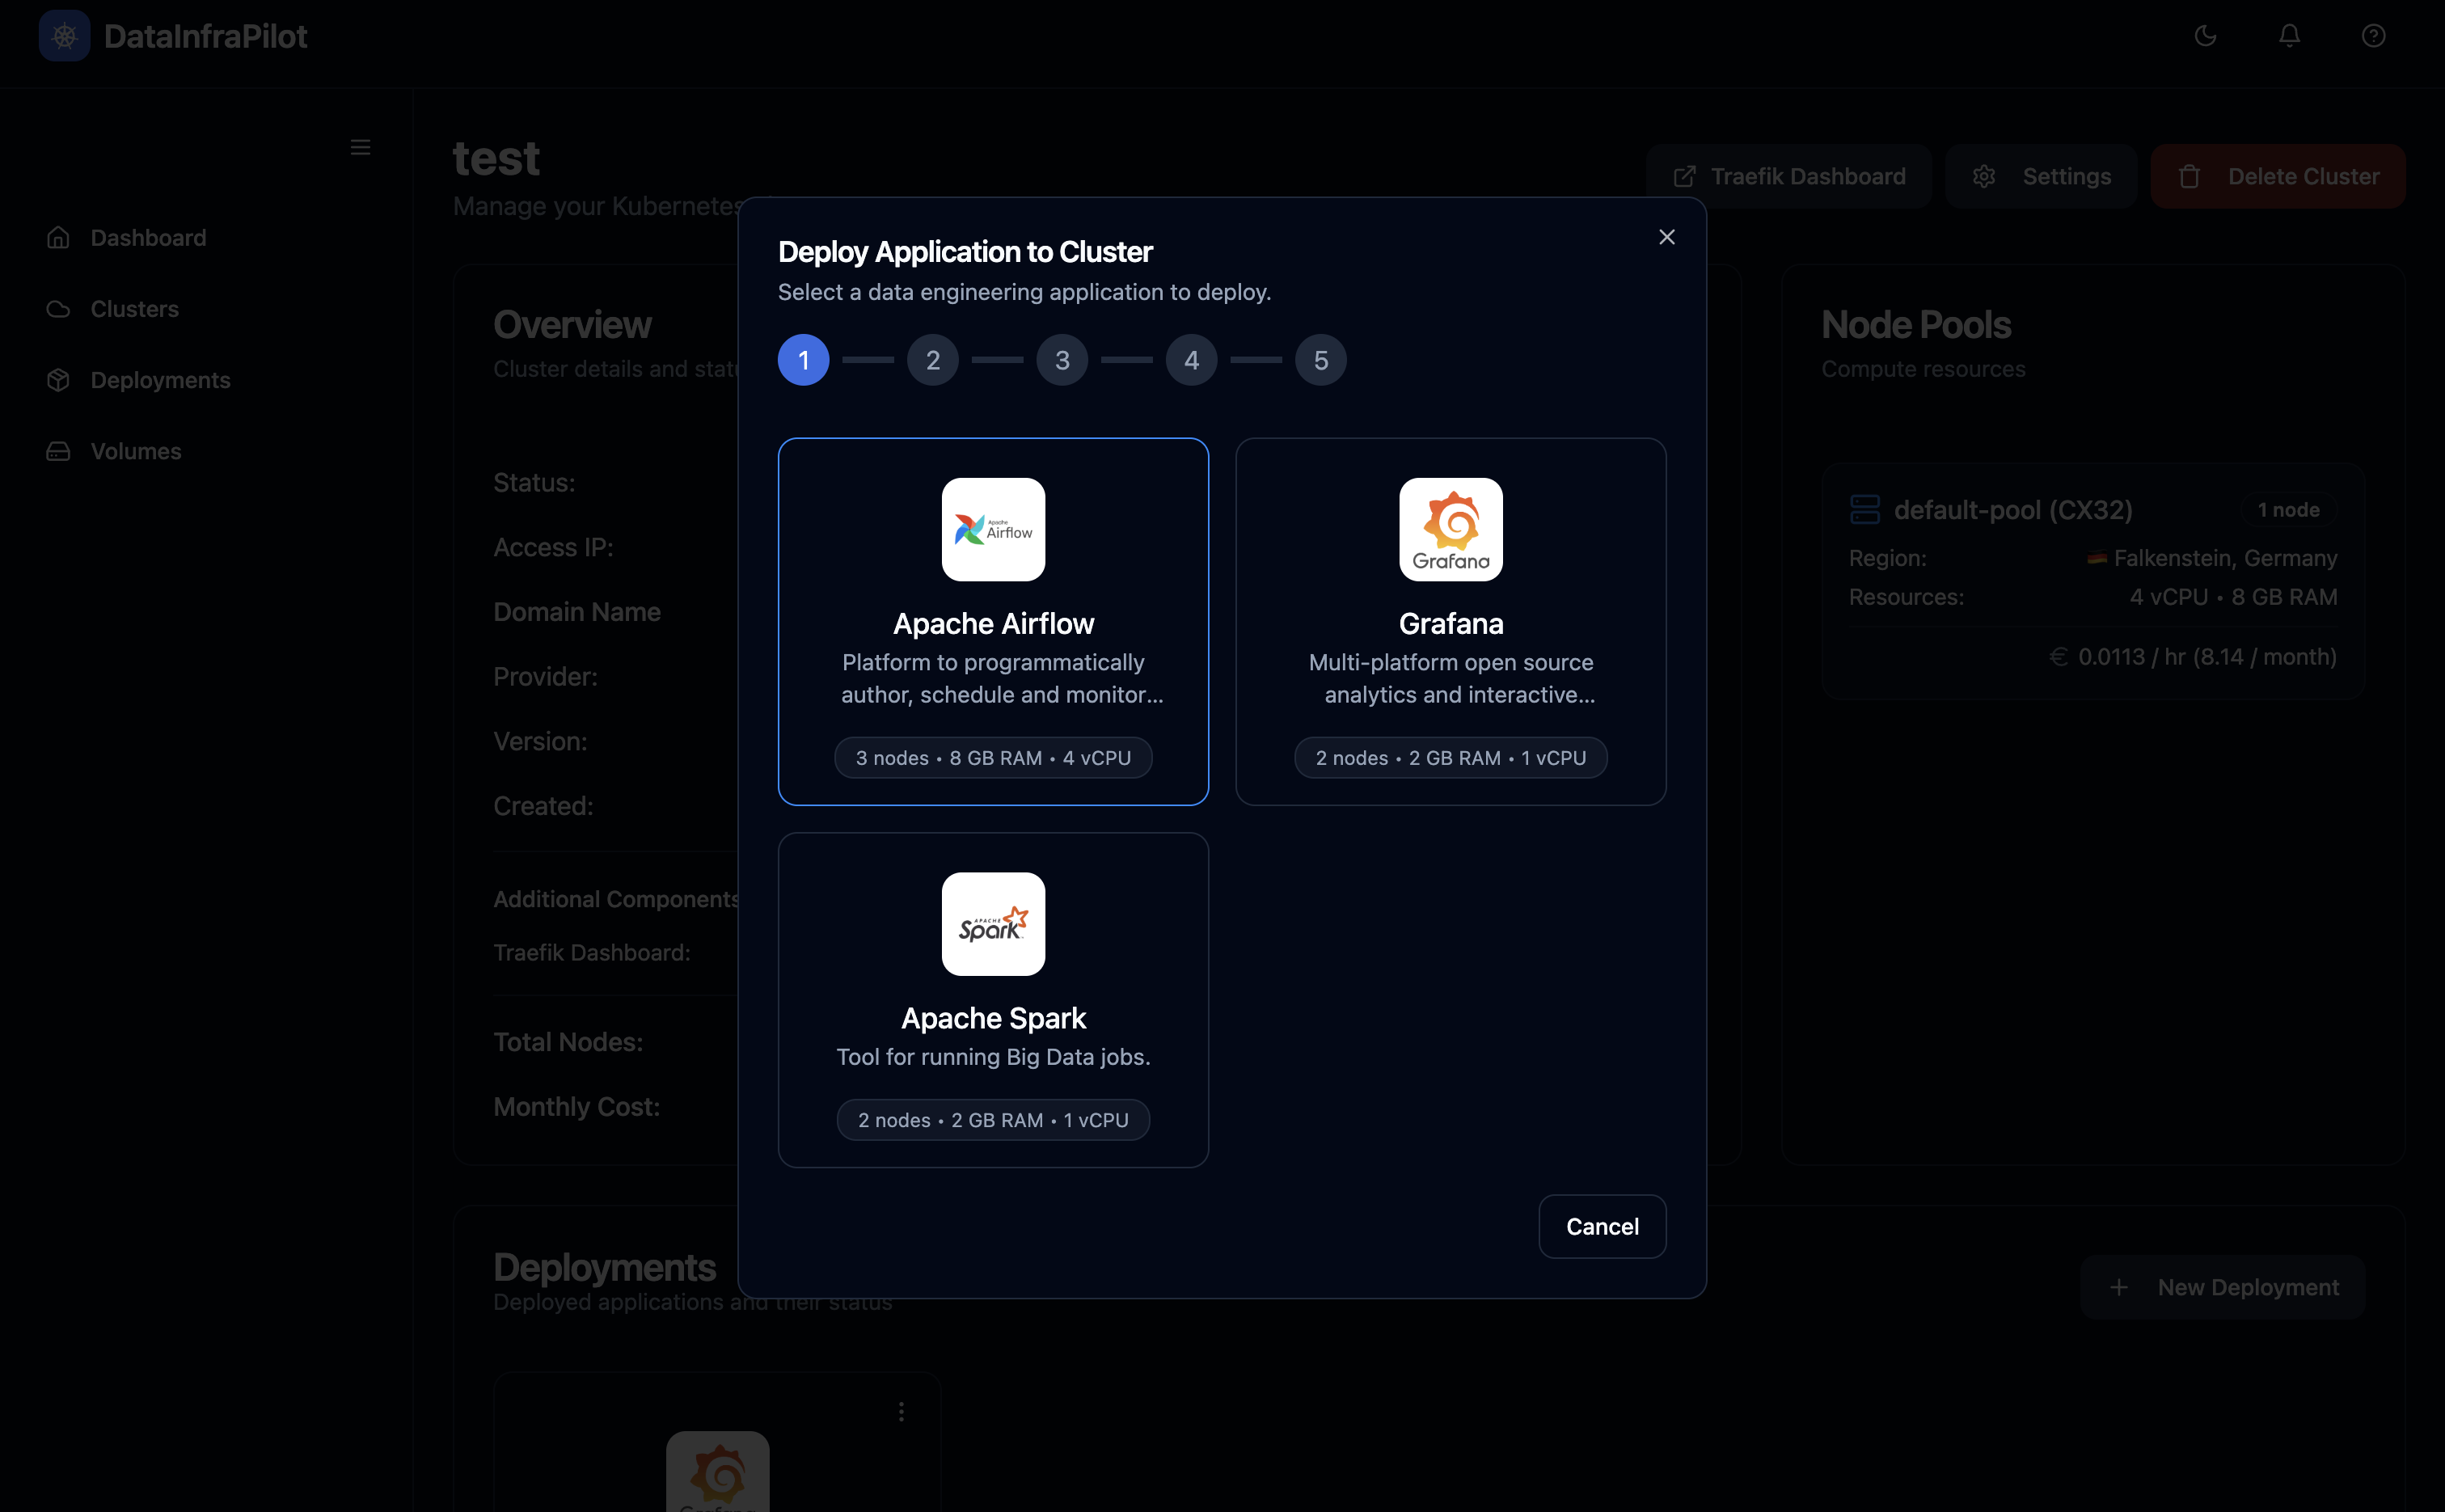 DataInfraPilot
Dashboard
Clusters
Deployments
Volumes
test
Manage your Kubernetes
Traefik Dashboard
Settings
Delete Cluster
Overview
Cluster details and
Status:
Access IP:
Domain Name
Provider:
Version:
Created:
Additional Components
Traefik Dashboard:
Total Nodes:
Monthly Cost:
Node Pools
Compute resources
default-pool (CX32)
1 node
Region:
Falkenstein, Germany
Resources:
4 vCPU • 8 GB RAM
€ 0.0113 / hr (8.14 / month)
Deploy Application to Cluster
Select a data engineering application to deploy.
1
2
3
4
5
Apache
Airflow
Apache Airflow
Platform to programmatically
author, schedule and monitor...
3 nodes • 8 GB RAM • 4 vCPU
Grafana
Grafana
Multi-platform open source
analytics and interactive...
2 nodes • 2 GB RAM • 1 vCPU
APACHE
Spark
Apache Spark
Tool for running Big Data jobs.
2 nodes • 2 GB RAM • 1 vCPU
Cancel
Deployments
Deployed applications and their status
New Deployment
Grafana